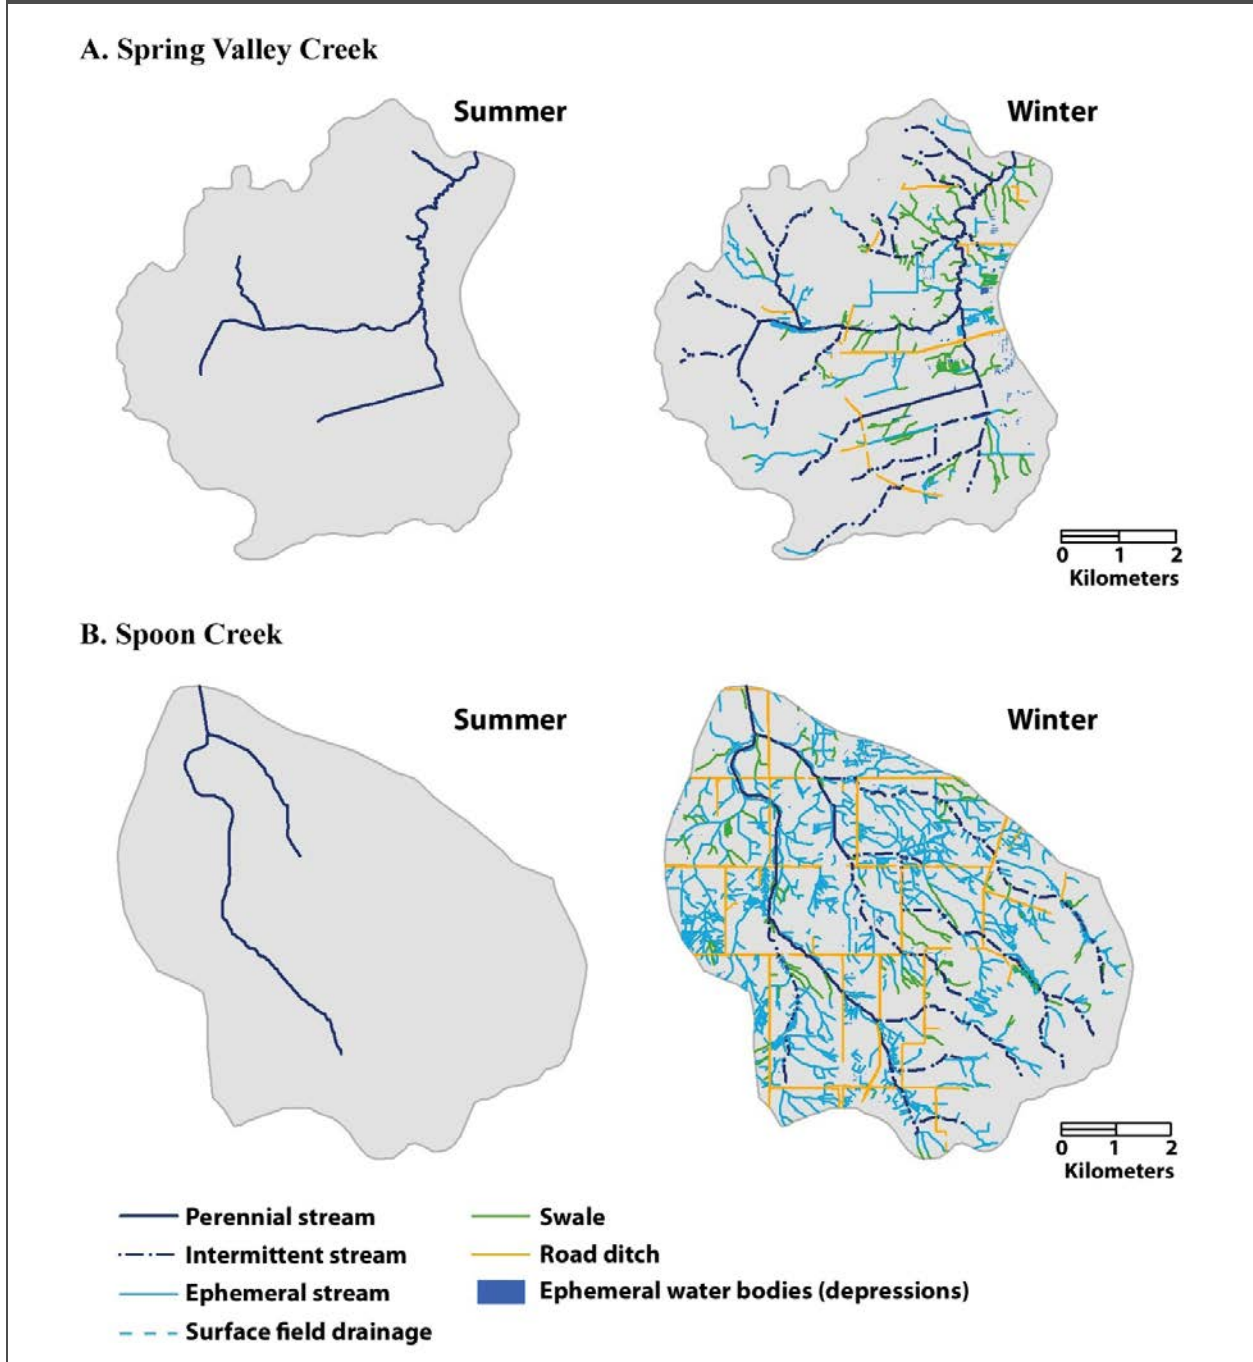 A. Spring Valley Creek
Summer
Winter
0 1 2
Kilometers
B. Spoon Creek
Summer
Winter
0 1 2
Kilometers
Perennial stream
Intermittent stream
Ephemeral stream
Surface field drainage
Swale
Road ditch
Ephemeral water bodies (depressions)